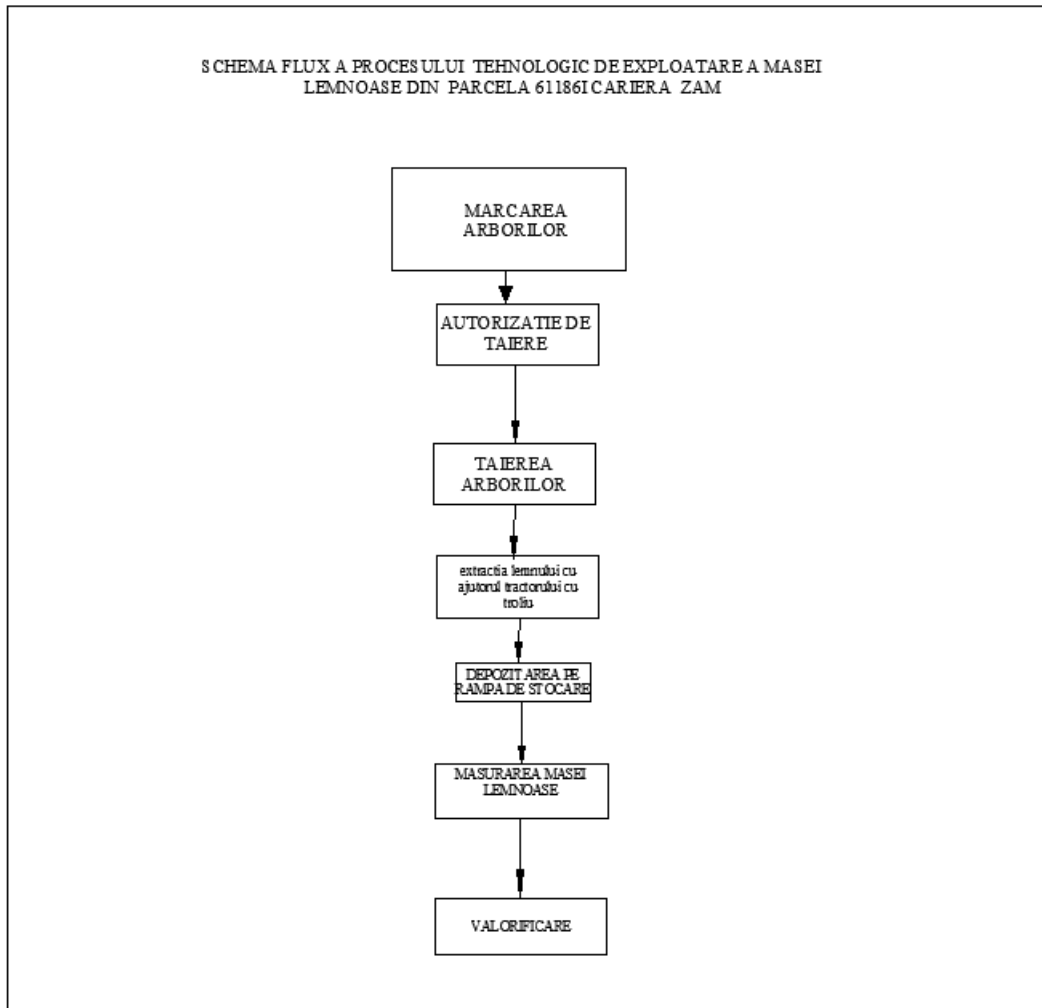 SCHEMA FLUX A PROCESULUI TEHNOLOGIC DE EXPLOATARE A MASEI
LEMNOASE DIN PARCELA 61186I CARIERA ZAM
MARCAREA
ARBORILOR
AUTORIZATIE DE
TAIERE
TAIEREA
ARBORILOR
extractia lemnului cu
ajutorul tractorului cu
troliu
DEPOZITAREA PE
RAMPA DE STOCARE
MASURAREA MASEI
LEMNOASE
VALORIFICARE